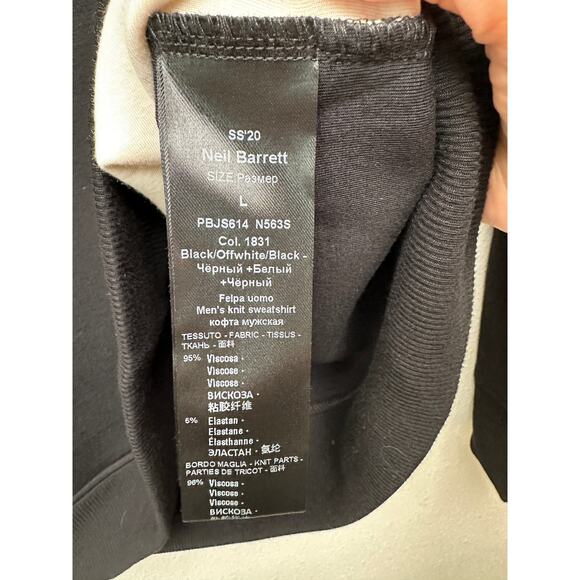 SS'20
Neil Barrett
SIZE Размер
L
PBJS614 N563S
Col. 1831
Black/Offwhite/Black -
Чёрный +Белый
+Чёрный
Felpa uomo
Men's knit sweatshirt
кофта мужская
TESSUTO - FABRIC - TISSUS -
ТКАНЬ - 面料
95% Viscosa -
Viscose -
Viscose -
ВИСКОЗА -
粘胶纤维
5% Elastan -
Elastane -
Élasthanne -
ЭЛАСТАН - 氨纶
BORDO MAGLIA - KNIT PARTS -
PARTIES DE TRICOT - 面料
96% Viscosa -
Viscose -
Viscose -
ВИСКОЗА -